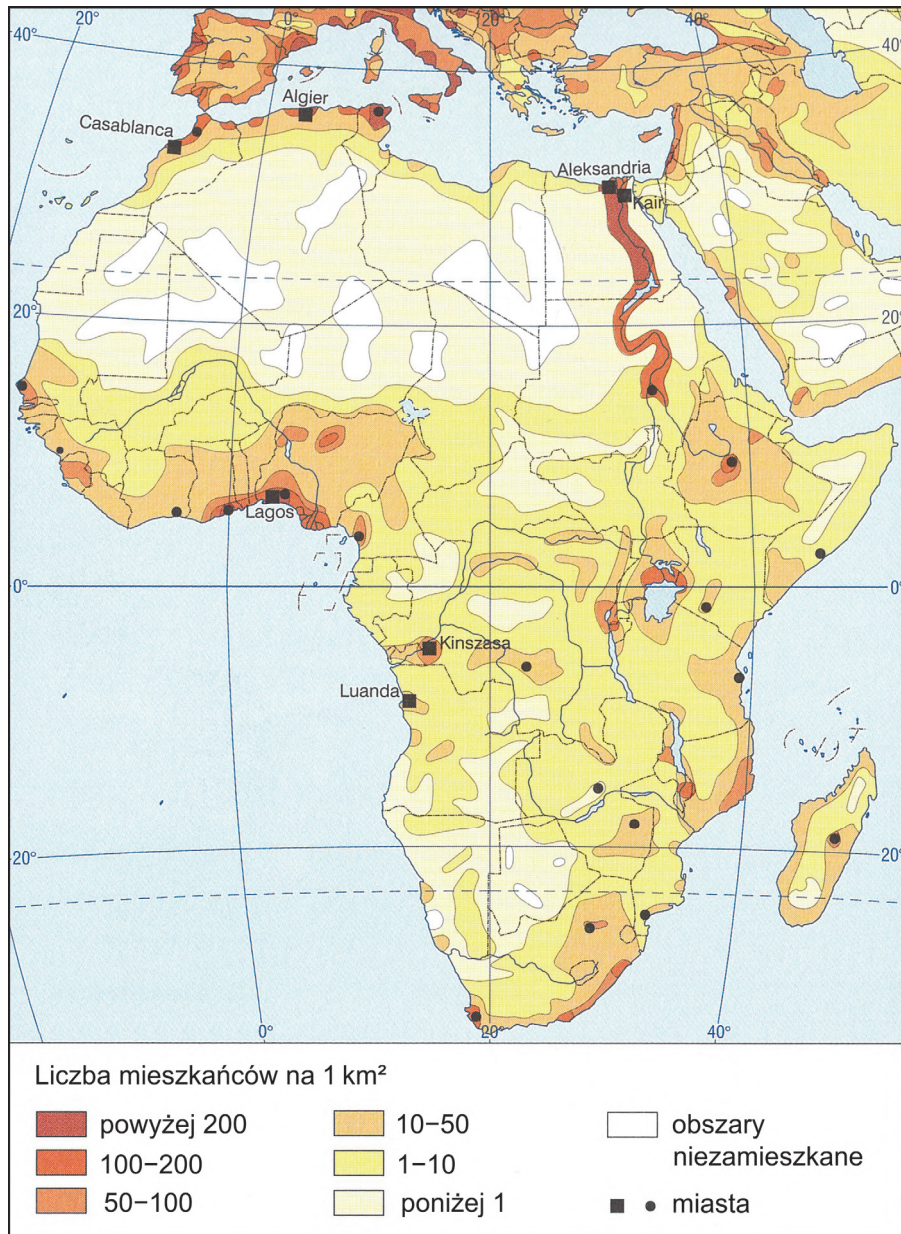 20° 0° 20° 40°
40° 40°
Algier
Casablanca
Aleksandria
Kair
20° 20°
Lagos
0° 0°
Kinszasa
Luanda
20° 20°
0° 20° 40°
Liczba mieszkańców na 1 km²
powyżej 200
100–200
50–100
10–50
1–10
poniżej 1
obszary
niezamieszkane
miasta